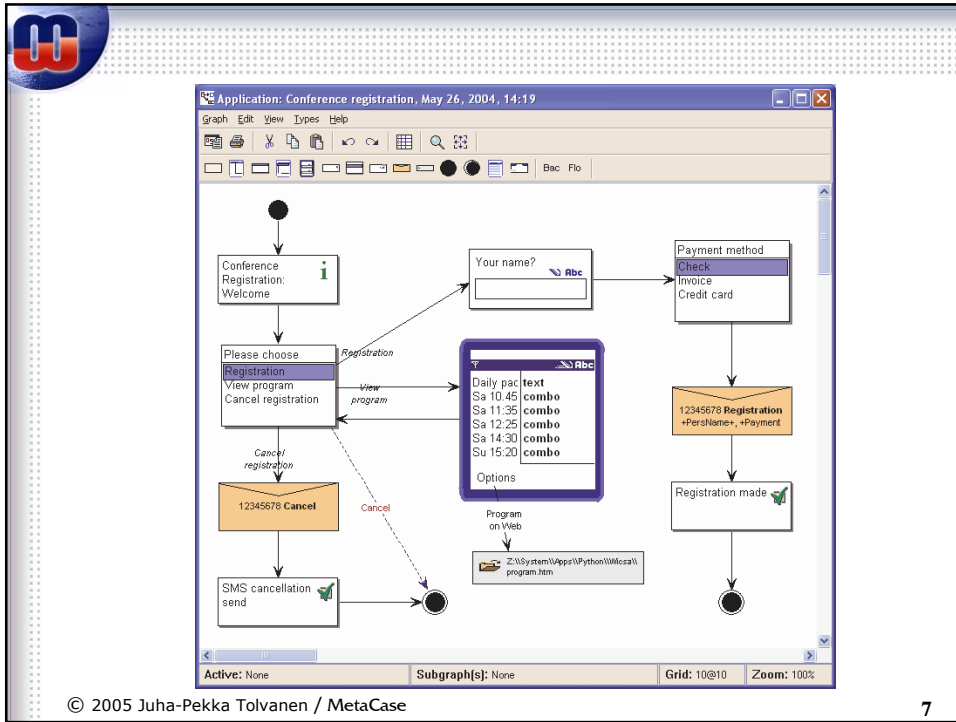 Application: Conference registration, May 26, 2004, 14:19
Graph Edit View Types Help
Bac Flo
Conference
Registration:
Welcome
i
Your name?
Abc
Payment method
Check
Invoice
Credit card
Please choose
Registration
View program
Cancel registration
Registration
View
program
Abc
Daily pac text
Sa 10.45 combo
Sa 11:35 combo
Sa 12:25 combo
Sa 14:30 combo
Su 15:20 combo
Options
12345678 Registration
+PersName+, +Payment
Cancel
registration
12345678 Cancel
Cancel
Program
on Web
Z:\\System\\Apps\\Python\\Wicsa\\
program.htm
Registration made
SMS cancellation
send
Active: None
Subgraph(s): None
Grid: 10@10
Zoom: 100%
© 2005 Juha-Pekka Tolvanen / MetaCase
7